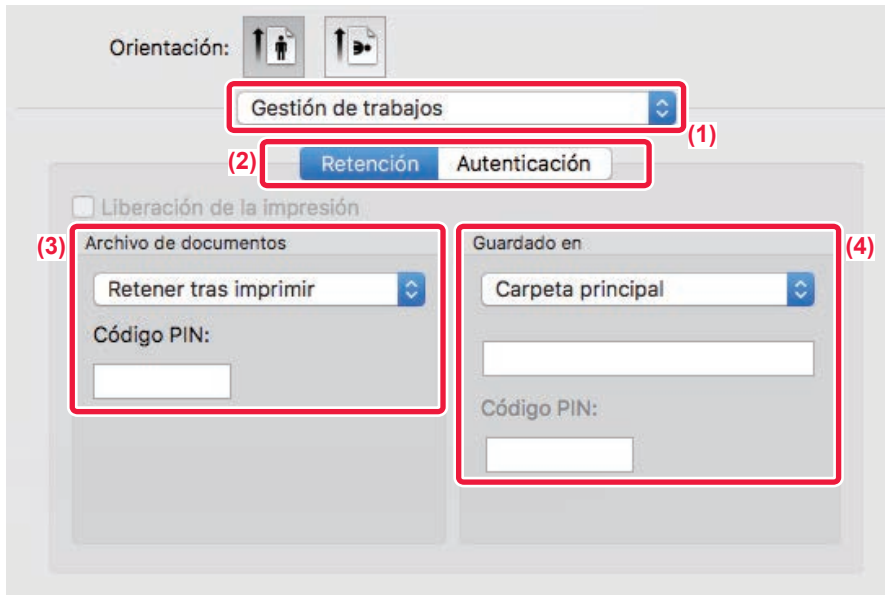 Orientación:
Gestión de trabajos
(1)
(2)
Retención Autenticación
Liberación de la impresión
(3)
Archivo de documentos
Retener tras imprimir
Código PIN:
Guardado en
(4)
Carpeta principal
Código PIN: